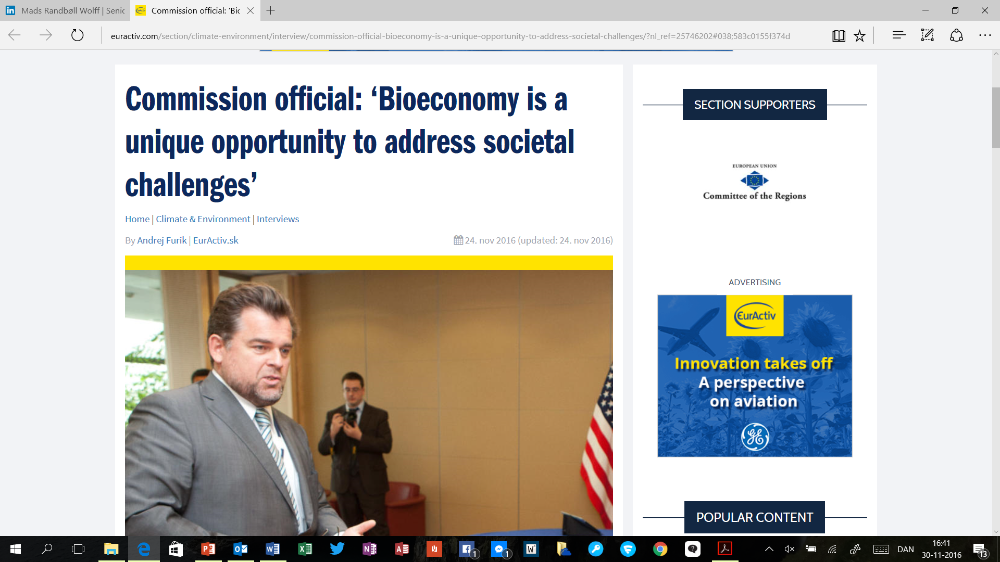 Mads Randbøll Wolff | Senic
Commission official: ‘Bio
euractiv.com/section/climate-environment/interview/commission-official-bioeconomy-is-a-unique-opportunity-to-address-societal-challenges/?nl_ref=25746202#038;583c0155f374d
Commission official: ‘Bioeconomy is a
unique opportunity to address societal
challenges’
Home | Climate & Environment | Interviews
By Andrej Furik | EurActiv.sk
24. nov 2016 (updated: 24. nov 2016)
SECTION SUPPORTERS
EUROPEAN UNION
Committee of the Regions
ADVERTISING
EurActiv
Innovation takes off
A perspective
on aviation
GE
POPULAR CONTENT
1
1
DAN
16:41
30-11-2016
13